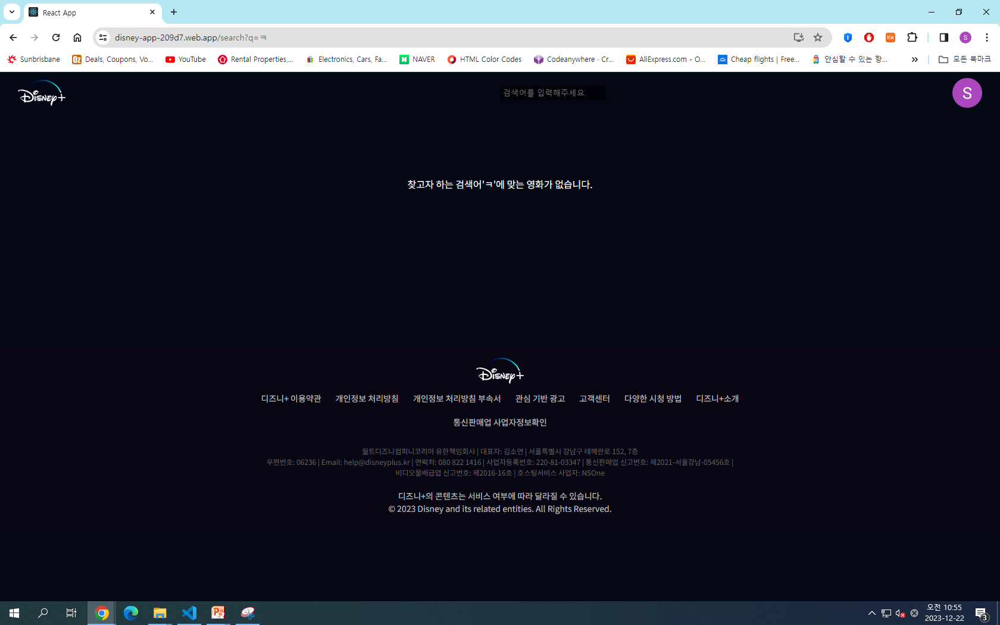 React App
disney-app-209d7.web.app/search?q=ㅋ
S
Sunbrisbane
Oz
Deals, Coupons, Vo...
YouTube
Rental Properties,...
Electronics, Cars, Fa...
N
NAVER
HTML Color Codes
Codeanywhere · Cr...
AliExpress.com - O...
Cheap flights | Free...
안심할 수 있는 항...
모든 북마크
Disney+
검색어를 입력해주세요.
S
찾고자 하는 검색어'ㅋ'에 맞는 영화가 없습니다.
Disney+
디즈니+ 이용약관 개인정보 처리방침 개인정보 처리방침 부속서 관심 기반 광고 고객센터 다양한 시청 방법 디즈니+소개
통신판매업 사업자정보확인
월트디즈니컴퍼니코리아 유한책임회사 | 대표자: 김소연 | 서울특별시 강남구 테헤란로 152, 7층
우편번호: 06236 | Email: help@disneyplus.kr | 연락처: 080 822 1416 | 사업자등록번호: 220-81-03347 | 통신판매업 신고번호: 제2021-서울강남-05456호 |
비디오물배급업 신고번호: 제2016-16호 | 호스팅서비스 사업자: NSOne
디즈니+의 콘텐츠는 서비스 여부에 따라 달라질 수 있습니다.
© 2023 Disney and its related entities. All Rights Reserved.
오전 10:55
2023-12-22
3